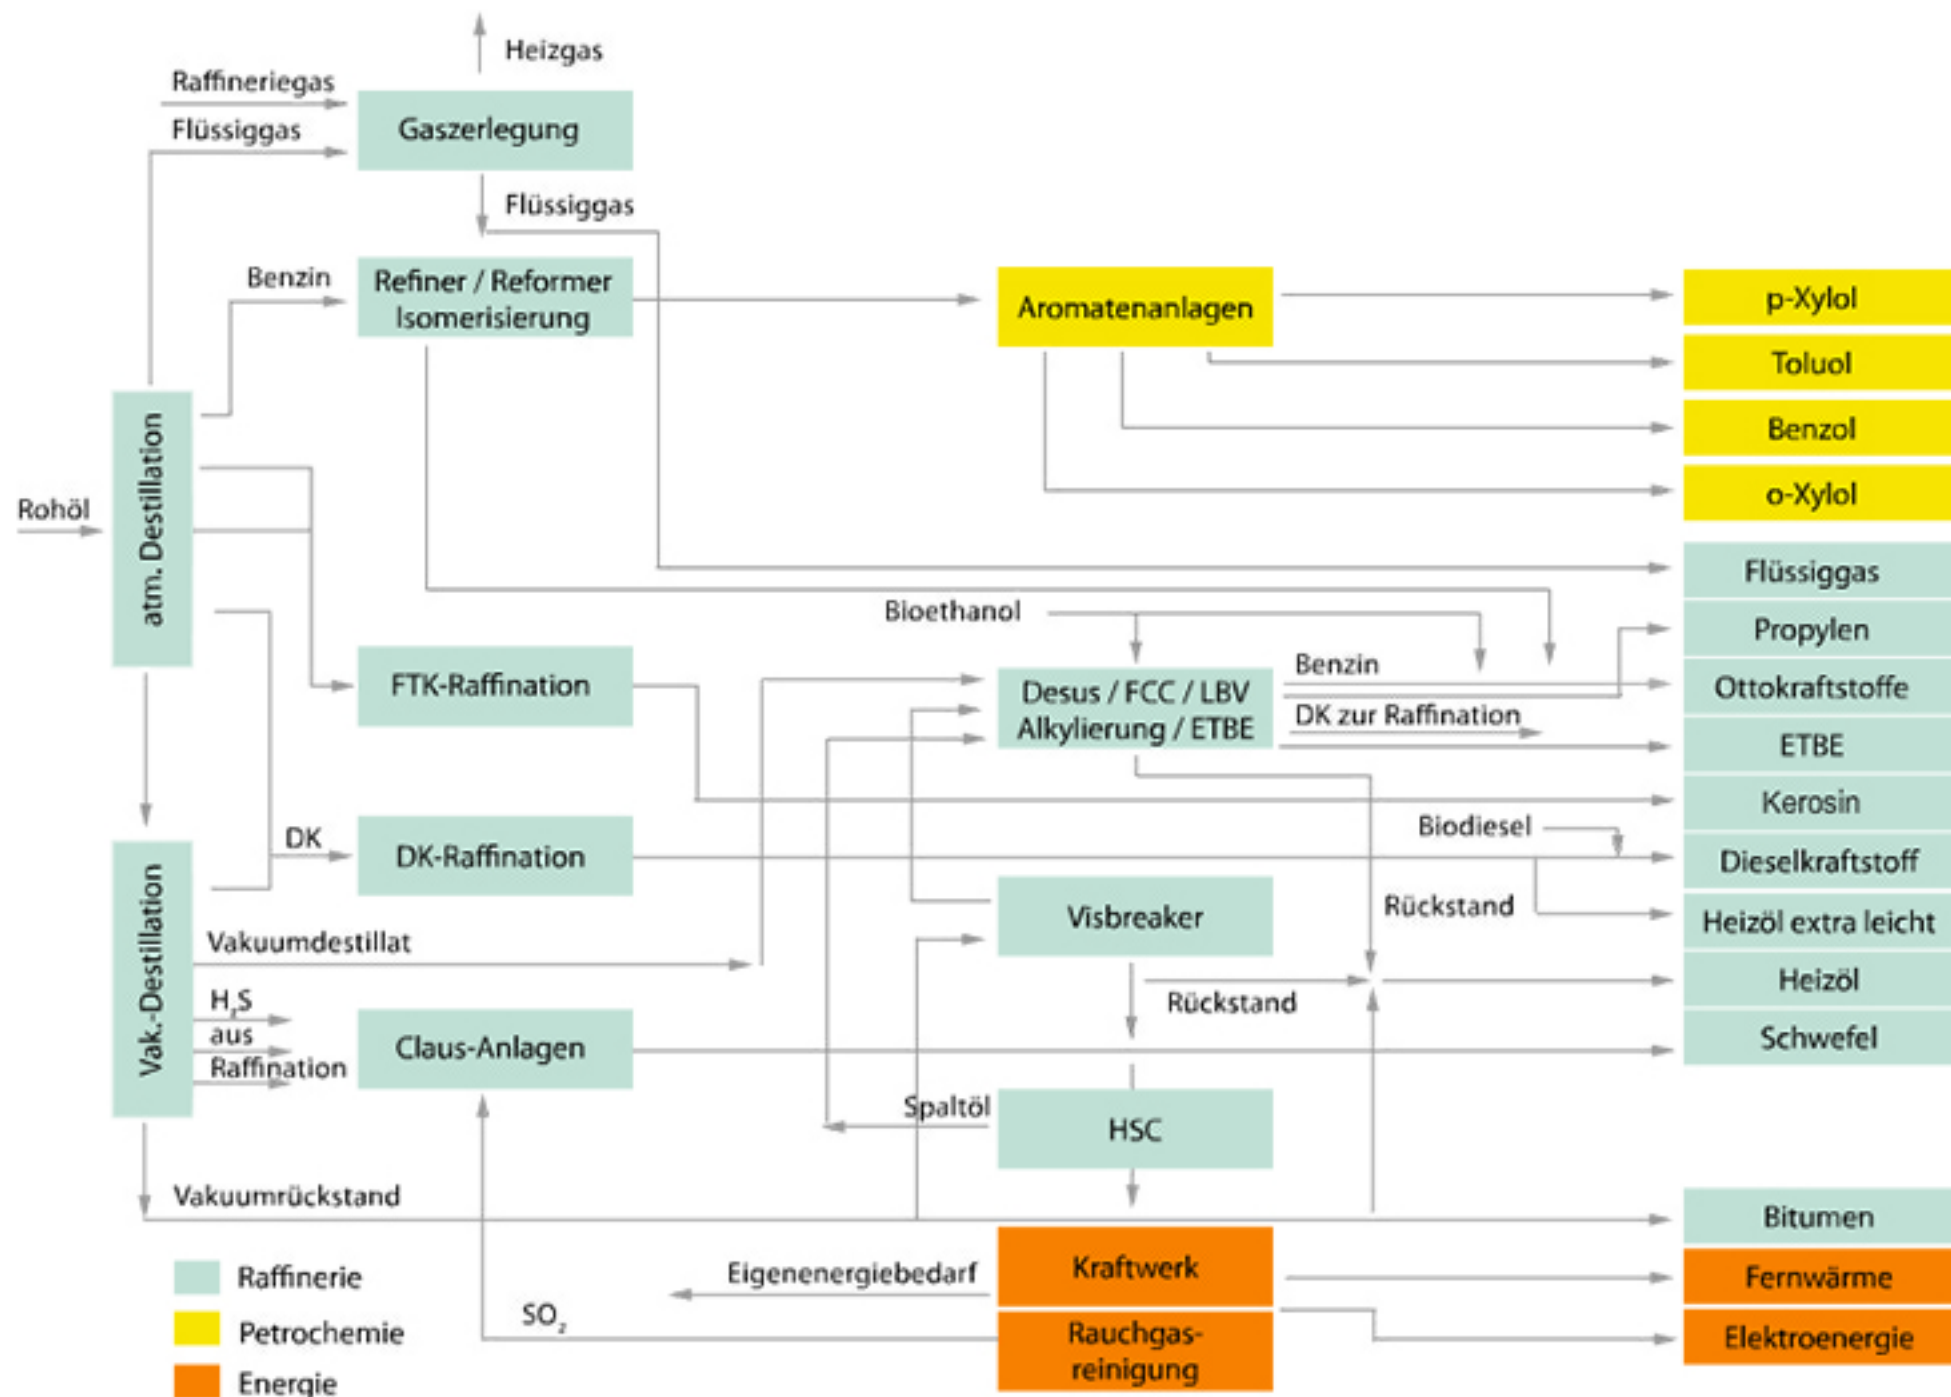 Heizgas
Raffineriegas
Flüssiggas
Gaszerlegung
Flüssiggas
Benzin
Refiner / Reformer
Isomerisierung
Aromatenanlagen
p-Xylol
Toluol
Benzol
o-Xylol
Rohöl
atm. Destillation
Flüssiggas
Bioethanol
Propylen
FTK-Raffination
Desus / FCC / LBV
Alkylierung / ETBE
Benzin
Ottokraftstoffe
DK zur Raffination
ETBE
Kerosin
Biodiesel
DK
DK-Raffination
Dieselkraftstoff
Visbreaker
Rückstand
Heizöl extra leicht
Vak.-Destillation
Vakuumdestillat
Heizöl
H₂S
aus
Raffination
Claus-Anlagen
Rückstand
Schwefel
Spaltöl
HSC
Vakuumrückstand
Bitumen
Raffinerie
Eigenenergiebedarf
Kraftwerk
Fernwärme
SO₂
Petrochemie
Rauchgas-
reinigung
Elektroenergie
Energie